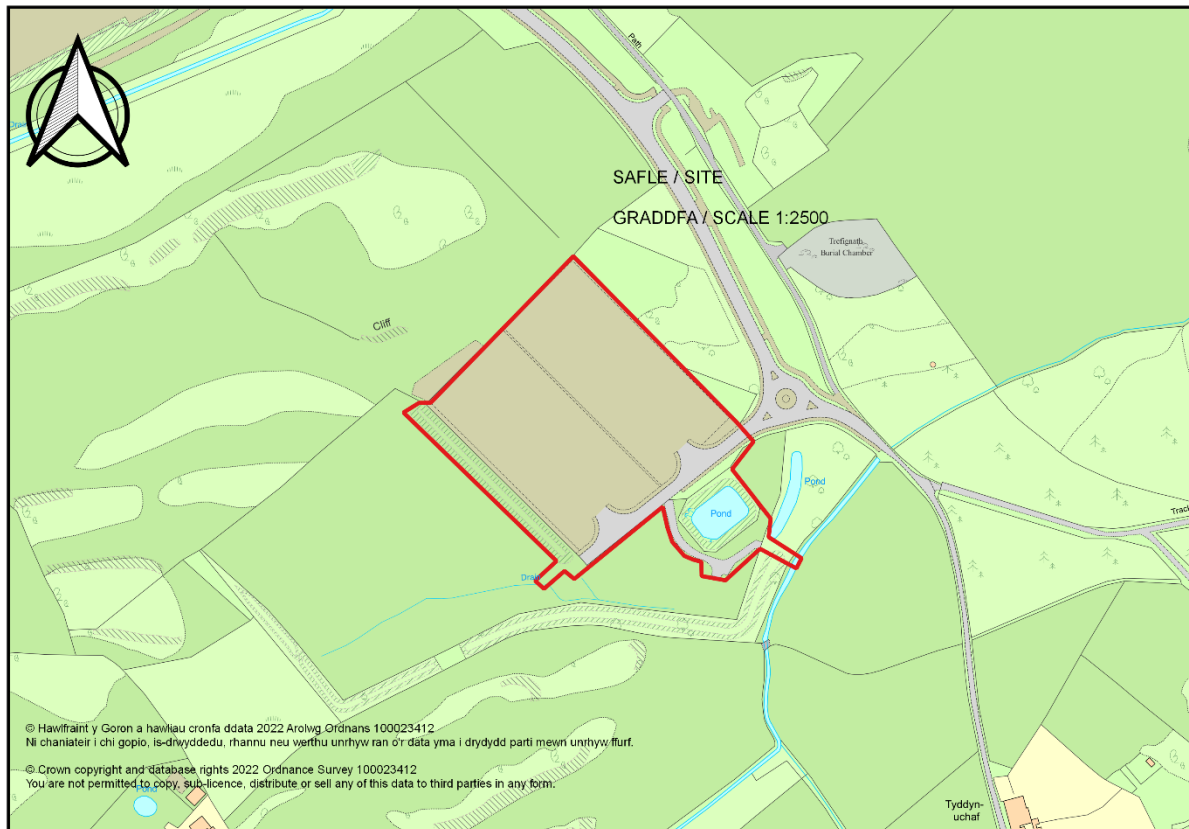 Path
SAFLE / SITE
GRADDFA / SCALE 1:2500
Trefignath
Burial Chamber
Cliff
Pond
Pond
Track
© Hawlfraint y Goron a hawliau cronfa ddata 2022 Arolwg Ordnans 100023412
Ni chaniateir i chi gopio, is-drwyddedu, rhannu neu werthu unrhyw ran o'r data yma i drydydd parti mewn unrhyw ffurf.
© Crown copyright and database rights 2022 Ordnance Survey 100023412
You are not permitted to copy, sub-licence, distribute or sell any of this data to third parties in any form.
Pond
Tyddyn-
uchaf